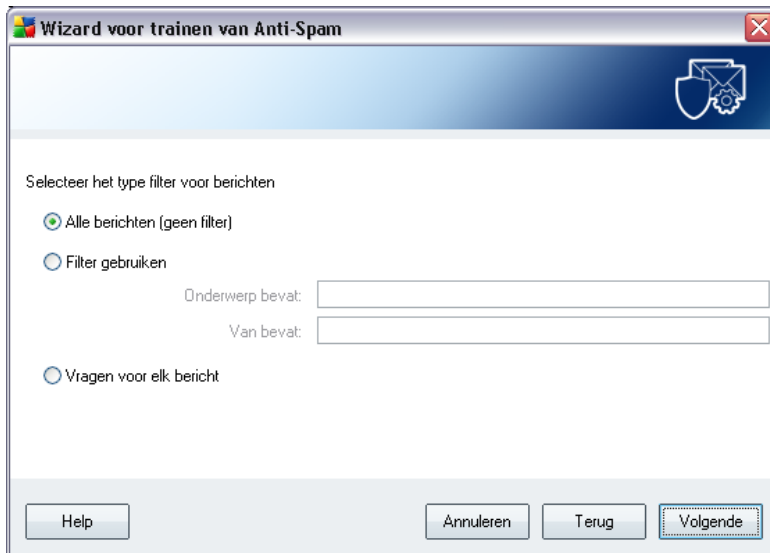 Wizard voor trainen van Anti-Spam
Selecteer het type filter voor berichten
Alle berichten (geen filter)
Filter gebruiken
Onderwerp bevat:
Van bevat:
Vragen voor elk bericht
Help Annuleren Terug Volgende